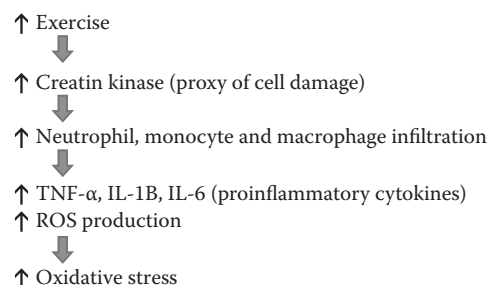 ↑ Exercise
↑ Creatin kinase (proxy of cell damage)
↑ Neutrophil, monocyte and macrophage infiltration
↑ TNF-α, IL-1B, IL-6 (proinflammatory cytokines)
↑ ROS production
↑ Oxidative stress